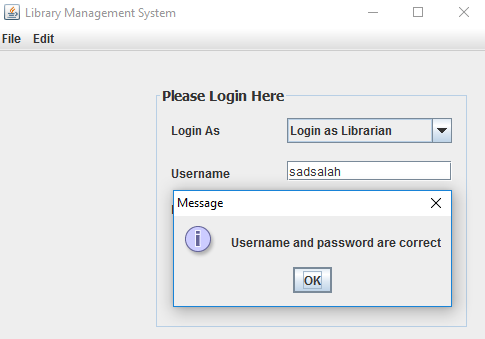 Library Management System
File Edit
Please Login Here
Login As Login as Librarian
Username sadsalah
Message
Username and password are correct
OK